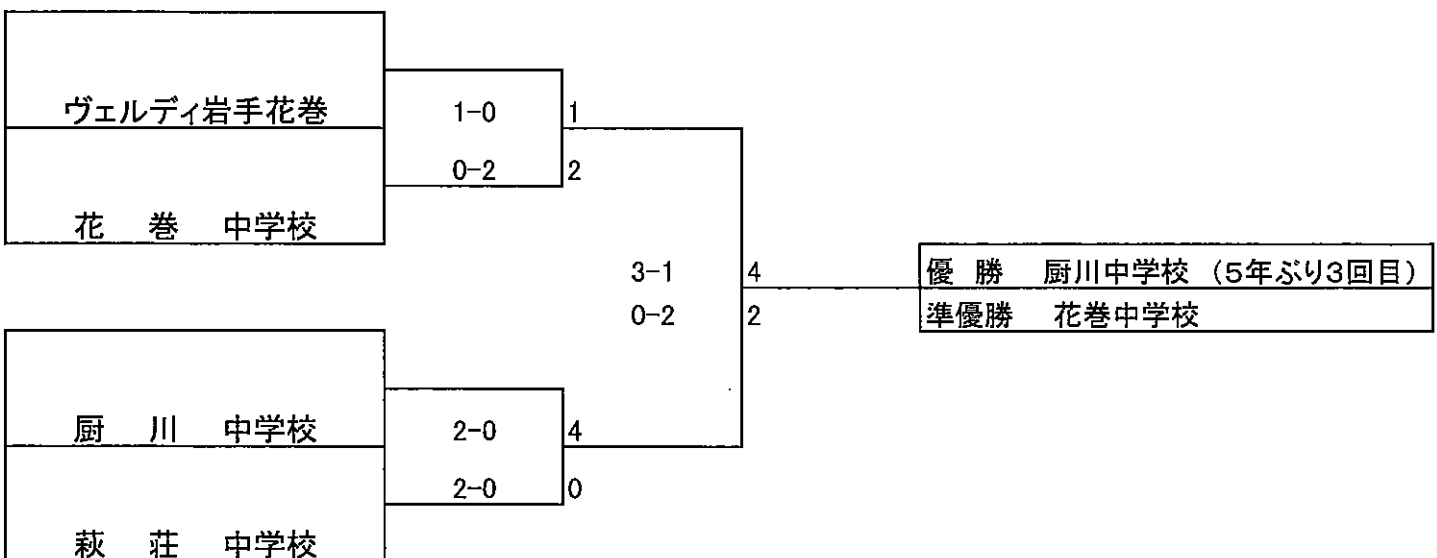 ヴェルディ岩手花巻
1-0 1
0-2 2
花 巻 中学校
3-1 4
0-2 2
優 勝 厨川中学校 (5年ぶり3回目)
準優勝 花巻中学校
厨 川 中学校
2-0 4
2-0 0
萩 荘 中学校